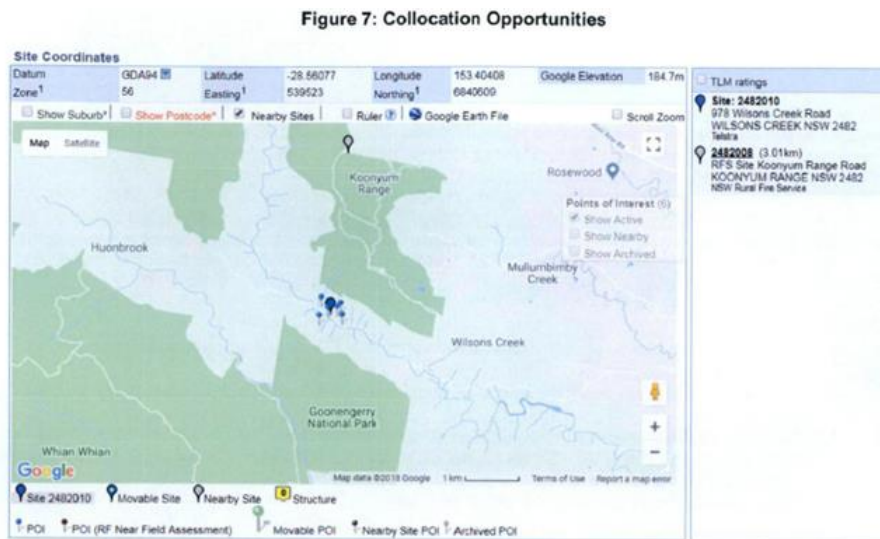 Figure 7: Collocation Opportunities
Site Coordinates
Datum GDA94 Latitude -28.56077 Longitude 153.40408 Google Elevation 184.7m
Zone1 56 Easting1 539523 Northing1 6840609
Show Suburb* Show Postcode* Nearby Sites Ruler Google Earth File Scroll Zoom
TLM ratings
Site: 2482010
978 Wilsons Creek Road
WILSONS CREEK NSW 2482
Telstra
2482008 (3.01km)
RFS Site Koonyum Range Road
KOONYUM RANGE NSW 2482
NSW Rural Fire Service
Map Satellite
Koonyum
Range
Rosewood
Points of Interest (6)
Show Active
Show Nearby
Show Archived
Huonbrook
Mullumbimby
Creek
Wilsons Creek
Goonengerry
National Park
Whian Whian
+
−
Google
Map data ©2019 Google 1 km Terms of Use Report a map error
Site 2482010 Movable Site Nearby Site Structure
POI POI (RF Near Field Assessment) Movable POI Nearby Site POI Archived POI